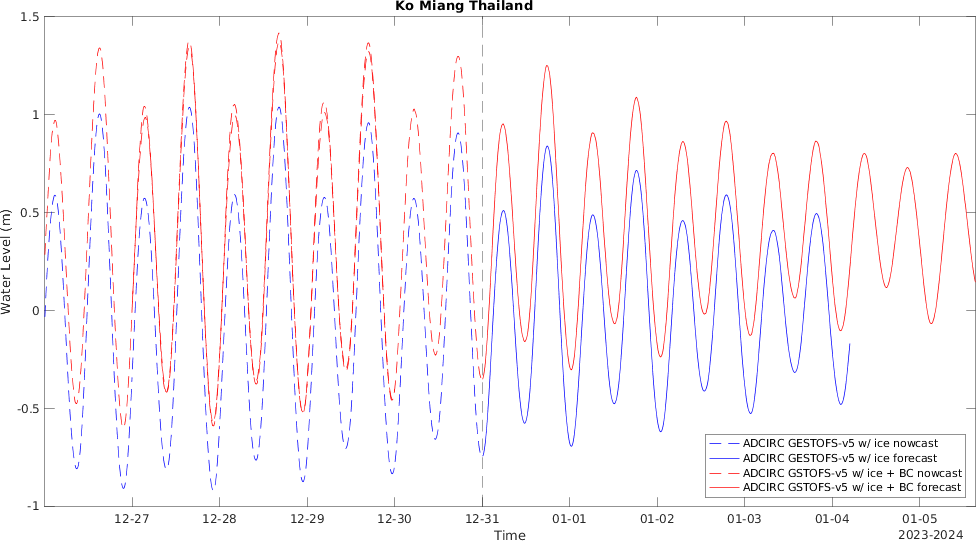 Ko Miang Thailand
1.5
1
0.5
0
-0.5
-1
Water Level (m)
12-27
12-28
12-29
12-30
12-31
01-01
01-02
01-03
01-04
01-05
Time
2023-2024
ADCIRC GESTOFS-v5 w/ ice nowcast
ADCIRC GESTOFS-v5 w/ ice forecast
ADCIRC GSTOFS-v5 w/ ice + BC nowcast
ADCIRC GSTOFS-v5 w/ ice + BC forecast